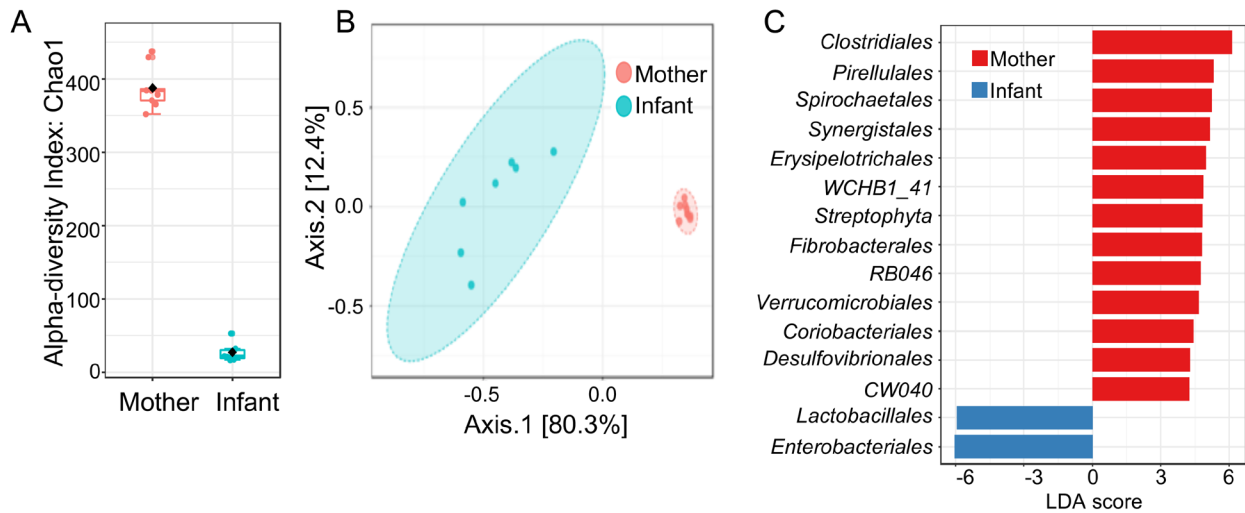 A
Alpha-diversity Index: Chao1
400
300
200
100
0
Mother
Infant
B
Axis.2 [12.4%]
0.5
0.0
-0.5
Mother
Infant
-0.5
0.0
Axis.1 [80.3%]
C
Clostridiales
Pirellulales
Spirochaetales
Synergistales
Erysipelotrichales
WCHB1_41
Streptophyta
Fibrobacterales
RB046
Verrucomicrobiales
Coriobacteriales
Desulfovibrionales
CW040
Lactobacillales
Enterobacteriales
Mother
Infant
-6
-3
0
3
6
LDA score